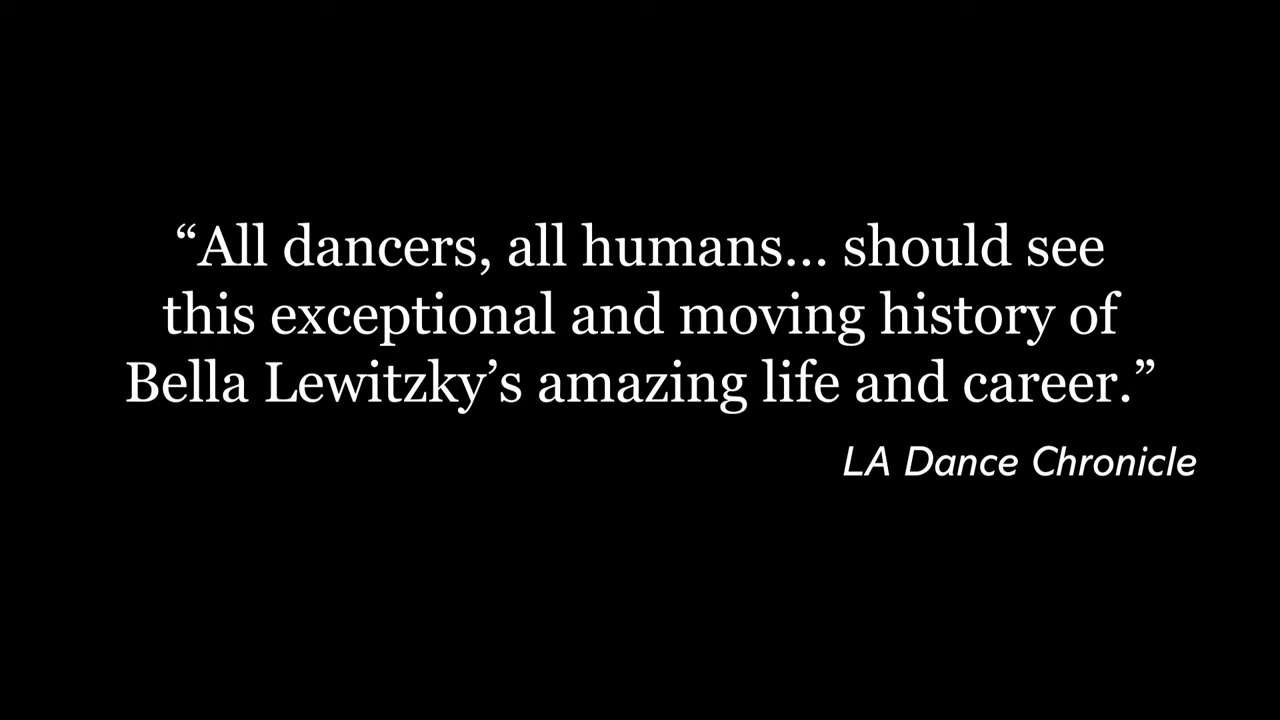 “All dancers, all humans... should see
this exceptional and moving history of
Bella Lewitzky’s amazing life and career.”
LA Dance Chronicle